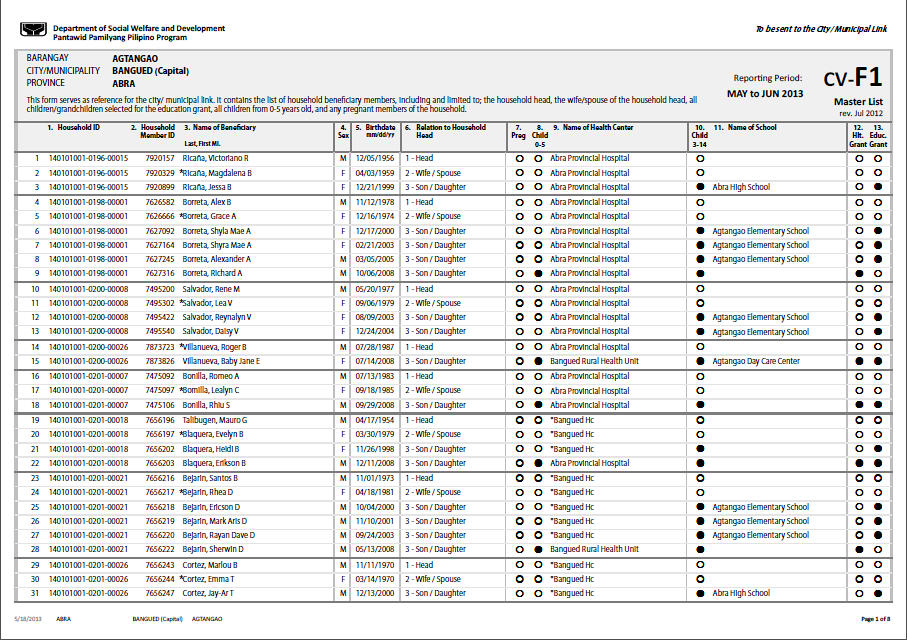 Department of Social Welfare and Development
Pantawid Pamilyang Pilipino Program
To be sent to the City/Municipal Link
BARANGAY AGTANGAO
CITY/MUNICIPALITY BANGUED (Capital)
PROVINCE ABRA
Reporting Period:
MAY to JUN 2013
CV-F1
Master List
rev. Jul 2012
This form serves as reference for the city/ municipal link. It contains the list of household beneficiary members, including and limited to; the household head, the wife/spouse of the household head, all
children/grandchildren selected for the education grant, all children from 0-5 years old, and any pregnant members of the household.
1. Household ID 2. Household Member ID 3. Name of Beneficiary Last, First MI. 4. Sex 5. Birthdate mm/dd/yr 6. Relation to Household Head 7. Preg 8. Child 0-5 9. Name of Health Center 10. Child 3-14 11. Name of School 12. Hlt. Grant 13. Educ. Grant
1 140101001-0196-00015 7920157 Ricaña, Victoriano R M 12/05/1956 1 - Head Abra Provincial Hospital
2 140101001-0196-00015 7920329 *Ricaña, Magdalena B F 04/03/1959 2 - Wife / Spouse Abra Provincial Hospital
3 140101001-0196-00015 7920899 Ricaña, Jessa B F 12/21/1999 3 - Son / Daughter Abra Provincial Hospital Abra High School
4 140101001-0198-00001 7626582 Borreta, Alex B M 11/12/1978 1 - Head Abra Provincial Hospital
5 140101001-0198-00001 7626666 *Borreta, Grace A F 12/16/1974 2 - Wife / Spouse Abra Provincial Hospital
6 140101001-0198-00001 7627092 Borreta, Shyla Mae A F 12/17/2000 3 - Son / Daughter Abra Provincial Hospital Agtangao Elementary School
7 140101001-0198-00001 7627164 Borreta, Shyra Mae A F 02/21/2003 3 - Son / Daughter Abra Provincial Hospital Agtangao Elementary School
8 140101001-0198-00001 7627245 Borreta, Alexander A M 03/05/2005 3 - Son / Daughter Abra Provincial Hospital Agtangao Elementary School
9 140101001-0198-00001 7627316 Borreta, Richard A M 10/06/2008 3 - Son / Daughter Abra Provincial Hospital
10 140101001-0200-00008 7495200 Salvador, Rene M M 05/20/1977 1 - Head Abra Provincial Hospital
11 140101001-0200-00008 7495302 *Salvador, Lea V F 09/06/1979 2 - Wife / Spouse Abra Provincial Hospital
12 140101001-0200-00008 7495422 Salvador, Reynalyn V F 08/09/2003 3 - Son / Daughter Abra Provincial Hospital Agtangao Elementary School
13 140101001-0200-00008 7495540 Salvador, Daisy V F 12/24/2004 3 - Son / Daughter Abra Provincial Hospital Agtangao Elementary School
14 140101001-0200-00026 7873723 *Villanueva, Roger B M 07/28/1987 1 - Head Abra Provincial Hospital
15 140101001-0200-00026 7873826 Villanueva, Baby Jane E F 07/14/2008 3 - Son / Daughter Bangued Rural Health Unit Agtangao Day Care Center
16 140101001-0201-00007 7475092 Bonilla, Romeo A M 07/13/1983 1 - Head Abra Provincial Hospital
17 140101001-0201-00007 7475097 *Bomilla, Lealyn C F 09/18/1985 2 - Wife / Spouse Abra Provincial Hospital
18 140101001-0201-00007 7475106 Bonilla, Rhiu S M 09/29/2008 3 - Son / Daughter Abra Provincial Hospital
19 140101001-0201-00018 7656196 Talibugen, Mauro G M 04/17/1954 1 - Head *Bangued Hc
20 140101001-0201-00018 7656197 *Blaquera, Evelyn B F 03/30/1979 2 - Wife / Spouse *Bangued Hc
21 140101001-0201-00018 7656202 Blaquera, Heidi B F 11/26/1998 3 - Son / Daughter *Bangued Hc
22 140101001-0201-00018 7656203 Blaquera, Erikson B M 12/11/2008 3 - Son / Daughter Abra Provincial Hospital
23 140101001-0201-00021 7656216 Bejarin, Santos B M 11/01/1973 1 - Head *Bangued Hc
24 140101001-0201-00021 7656217 *Bejarin, Rhea D F 04/18/1981 2 - Wife / Spouse *Bangued Hc
25 140101001-0201-00021 7656218 Bejarin, Ericson D M 10/04/2000 3 - Son / Daughter *Bangued Hc Agtangao Elementary School
26 140101001-0201-00021 7656219 Bejarin, Mark Aris D M 11/10/2001 3 - Son / Daughter *Bangued Hc Agtangao Elementary School
27 140101001-0201-00021 7656220 Bejarin, Rayan Dave D M 09/24/2003 3 - Son / Daughter *Bangued Hc Agtangao Elementary School
28 140101001-0201-00021 7656222 Bejarin, Sherwin D M 05/13/2008 3 - Son / Daughter Bangued Rural Health Unit
29 140101001-0201-00026 7656243 Cortez, Marlou B M 11/11/1970 1 - Head *Bangued Hc
30 140101001-0201-00026 7656244 *Cortez, Emma T F 03/14/1970 2 - Wife / Spouse *Bangued Hc
31 140101001-0201-00026 7656247 Cortez, Jay-Ar T M 12/13/2000 3 - Son / Daughter *Bangued Hc Abra High School
5/18/2013 ABRA BANGUED (Capital) AGTANGAO Page 1 of 8